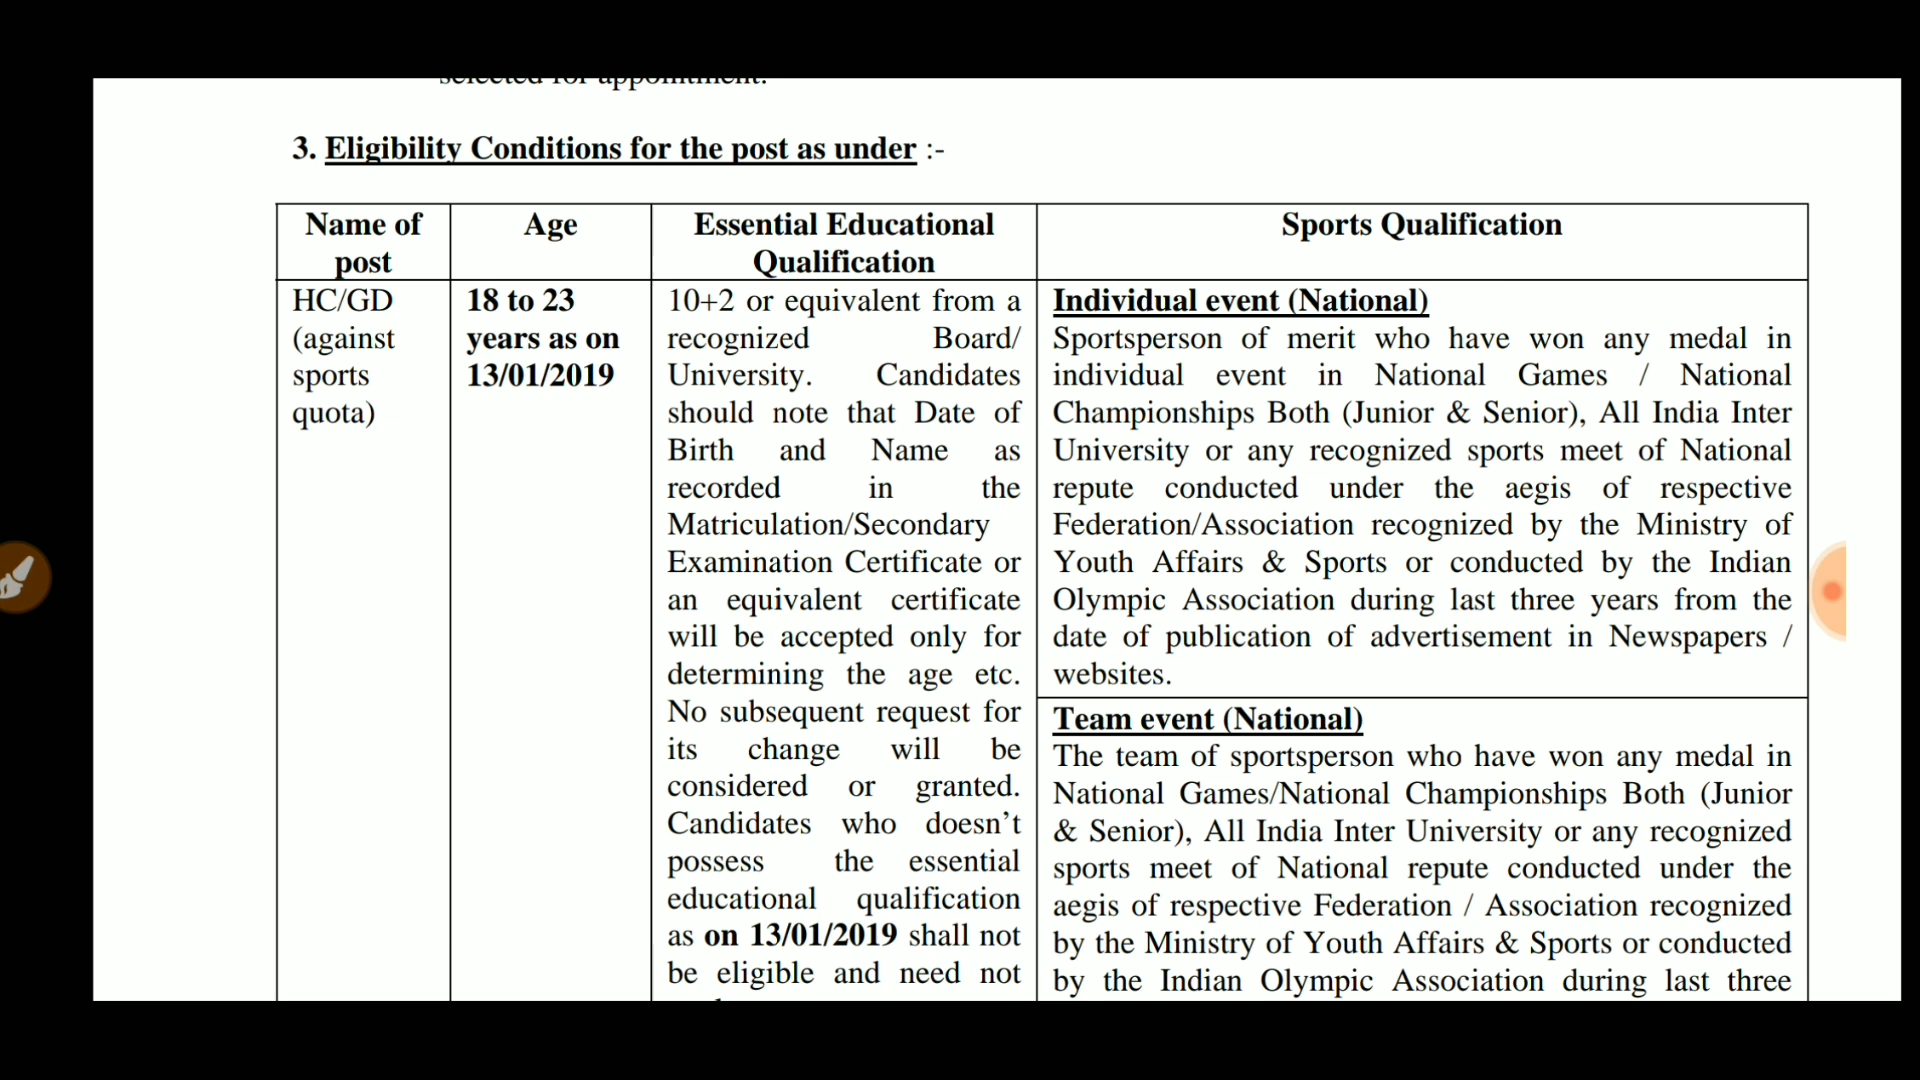 selected for appointment.
3. Eligibility Conditions for the post as under :-
Name of
post
Age
Essential Educational
Qualification
Sports Qualification
HC/GD
(against
sports
quota)
18 to 23
years as on
13/01/2019
10+2 or equivalent from a
recognized Board/
University. Candidates
should note that Date of
Birth and Name as
recorded in the
Matriculation/Secondary
Examination Certificate or
an equivalent certificate
will be accepted only for
determining the age etc.
No subsequent request for
its change will be
considered or granted.
Candidates who doesn’t
possess the essential
educational qualification
as on 13/01/2019 shall not
be eligible and need not
Individual event (National)
Sportsperson of merit who have won any medal in
individual event in National Games / National
Championships Both (Junior & Senior), All India Inter
University or any recognized sports meet of National
repute conducted under the aegis of respective
Federation/Association recognized by the Ministry of
Youth Affairs & Sports or conducted by the Indian
Olympic Association during last three years from the
date of publication of advertisement in Newspapers /
websites.
Team event (National)
The team of sportsperson who have won any medal in
National Games/National Championships Both (Junior
& Senior), All India Inter University or any recognized
sports meet of National repute conducted under the
aegis of respective Federation / Association recognized
by the Ministry of Youth Affairs & Sports or conducted
by the Indian Olympic Association during last three